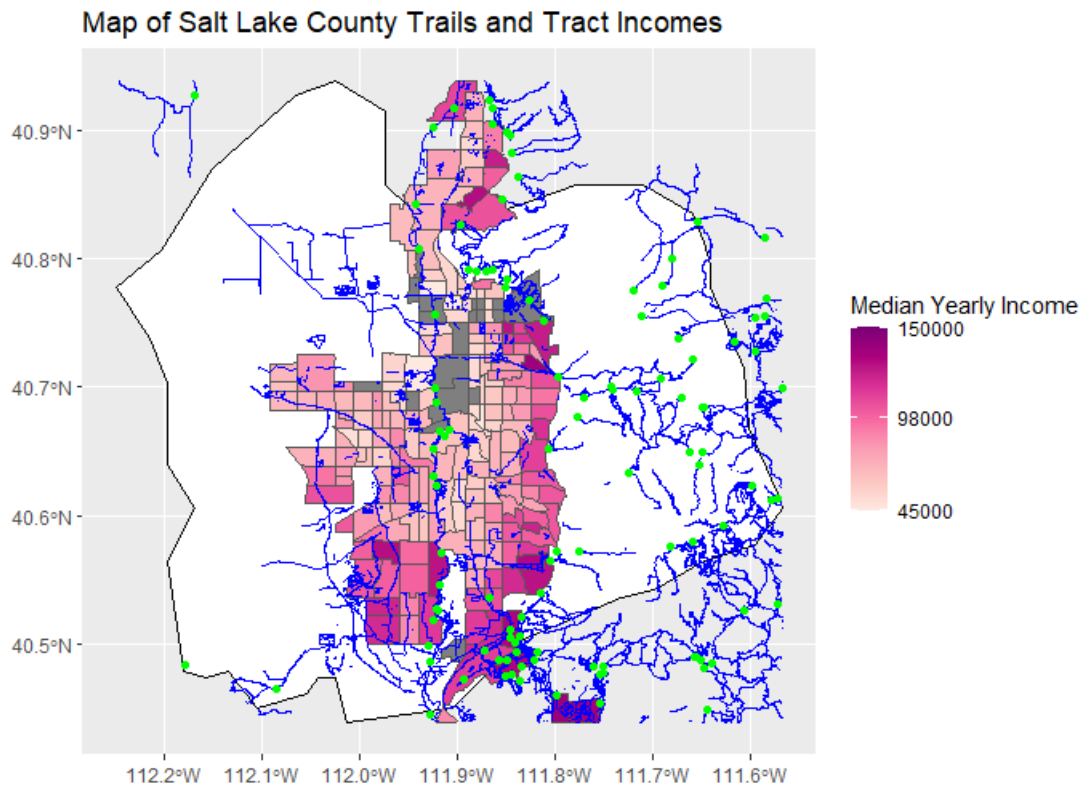 Map of Salt Lake County Trails and Tract Incomes
40.9°N
40.8°N
40.7°N
40.6°N
40.5°N
112.2°W
112.1°W
112.0°W
111.9°W
111.8°W
111.7°W
111.6°W
Median Yearly Income
150000
98000
45000